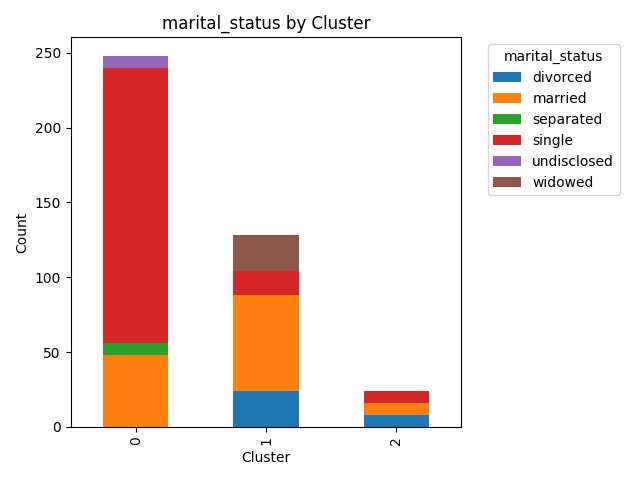 marital_status by Cluster
250
200
150
100
50
0
Count
0
1
2
Cluster
marital_status
divorced
married
separated
single
undisclosed
widowed